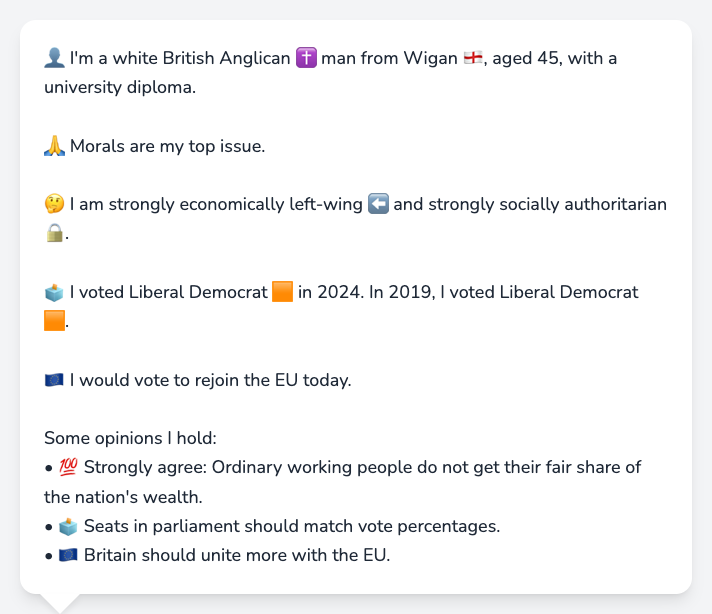 👤 I'm a white British Anglican ✝️ man from Wigan 🏴󠁧󠁢󠁥󠁮󠁧󠁿, aged 45, with a
university diploma.
🙏 Morals are my top issue.
🤔 I am strongly economically left-wing ⬅️ and strongly socially authoritarian
🔒.
🗳️ I voted Liberal Democrat 🟧 in 2024. In 2019, I voted Liberal Democrat
🟧.
🇪🇺 I would vote to rejoin the EU today.
Some opinions I hold:
• 💯 Strongly agree: Ordinary working people do not get their fair share of
the nation's wealth.
• 🗳️ Seats in parliament should match vote percentages.
• 🇪🇺 Britain should unite more with the EU.